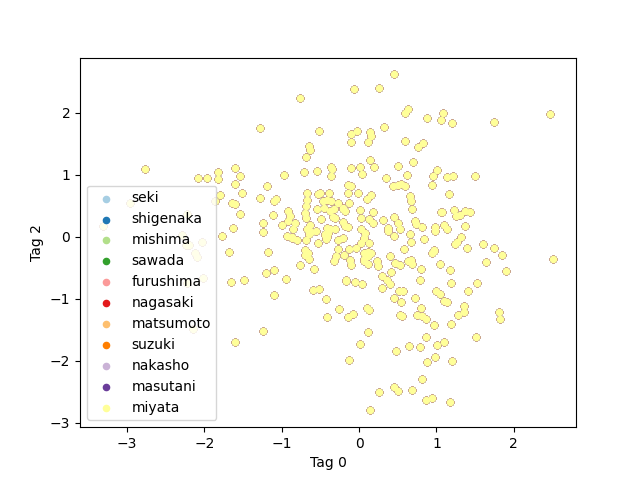 2
1
0
−1
−2
−3
Tag 2
seki
shigenaka
mishima
sawada
furushima
nagasaki
matsumoto
suzuki
nakasho
masutani
miyata
−3 −2 −1 0 1 2
Tag 0